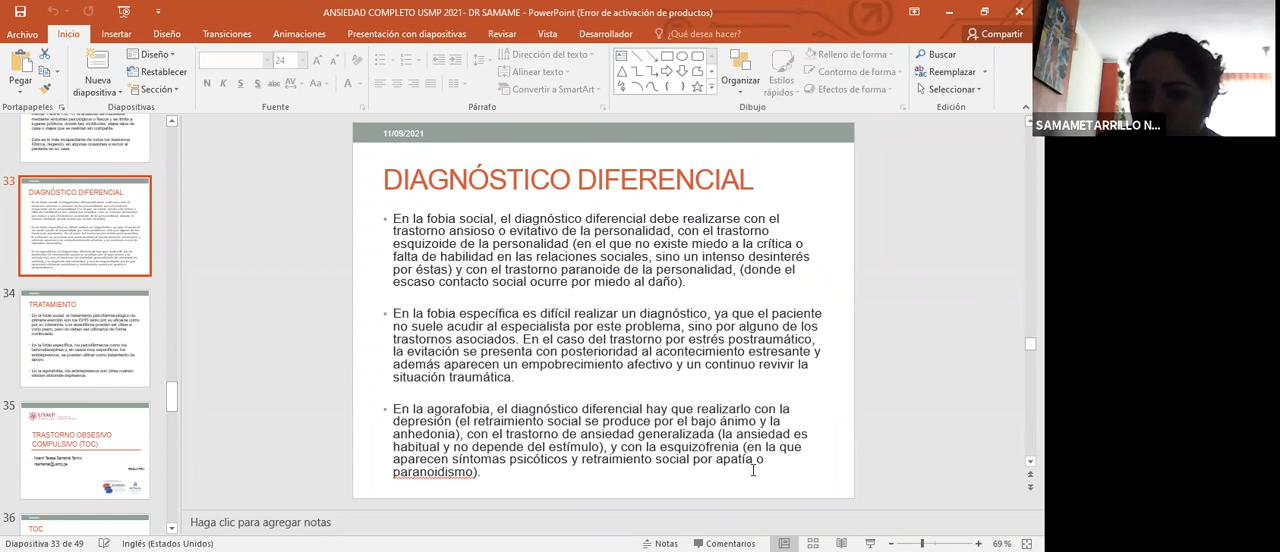 ANSIEDAD COMPLETO USMP 2021- DR SAMAME - PowerPoint (Error de activación de productos)
Archivo Inicio Insertar Diseño Transiciones Animaciones Presentación con diapositivas Revisar Vista Desarrollador ¿Qué desea hacer? Compartir
Pegar
Nueva diapositiva
Diseño
Restablecer
Sección
24
N K S abc AV Aa A
Dirección del texto
Alinear texto
Convertir a SmartArt
Organizar
Estilos rápidos
Relleno de forma
Contorno de forma
Efectos de forma
Buscar
Reemplazar
Seleccionar
Portapapeles Diapositivas Fuente Párrafo Dibujo Edición
SAMAMETARRILLO N...
33
DIAGNÓSTICO DIFERENCIAL
34
TRATAMIENTO
35
USMP
TRASTORNO OBSESIVO
COMPULSIVO (TOC)
36
TOC
11/09/2021
DIAGNÓSTICO DIFERENCIAL
En la fobia social, el diagnóstico diferencial debe realizarse con el
trastorno ansioso o evitativo de la personalidad, con el trastorno
esquizoide de la personalidad (en el que no existe miedo a la crítica o
falta de habilidad en las relaciones sociales, sino un intenso desinterés
por éstas) y con el trastorno paranoide de la personalidad, (donde el
escaso contacto social ocurre por miedo al daño).
En la fobia específica es difícil realizar un diagnóstico, ya que el paciente
no suele acudir al especialista por este problema, sino por alguno de los
trastornos asociados. En el caso del trastorno por estrés postraumático,
la evitación se presenta con posterioridad al acontecimiento estresante y
además aparecen un empobrecimiento afectivo y un continuo revivir la
situación traumática.
En la agorafobia, el diagnóstico diferencial hay que realizarlo con la
depresión (el retraimiento social se produce por el bajo ánimo y la
anhedonia), con el trastorno de ansiedad generalizada (la ansiedad es
habitual y no depende del estímulo), y con la esquizofrenia (en la que
aparecen síntomas psicóticos y retraimiento social por apatía o
paranoidismo).
Haga clic para agregar notas
Diapositiva 33 de 49 Inglés (Estados Unidos) Notas Comentarios 69 %